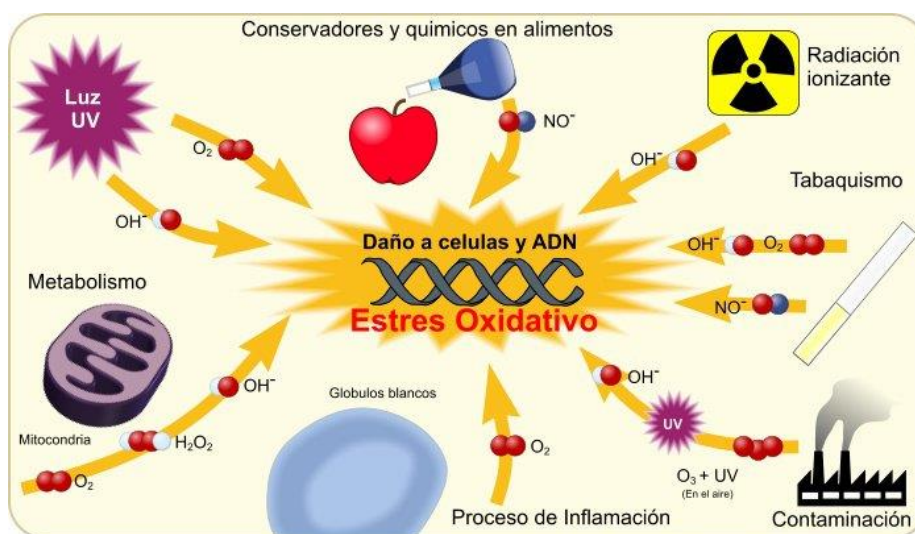 Conservadores y quimicos en alimentos
Luz
UV
O₂
OH⁻
NO⁻
Radiación
ionizante
OH⁻
Tabaquismo
OH⁻ O₂
NO⁻
Daño a celulas y ADN
Estres Oxidativo
Metabolismo
Mitocondria
O₂
H₂O₂
OH⁻
Globulos blancos
O₂
Proceso de Inflamación
OH⁻
UV
O₃ + UV
(En el aire)
Contaminación